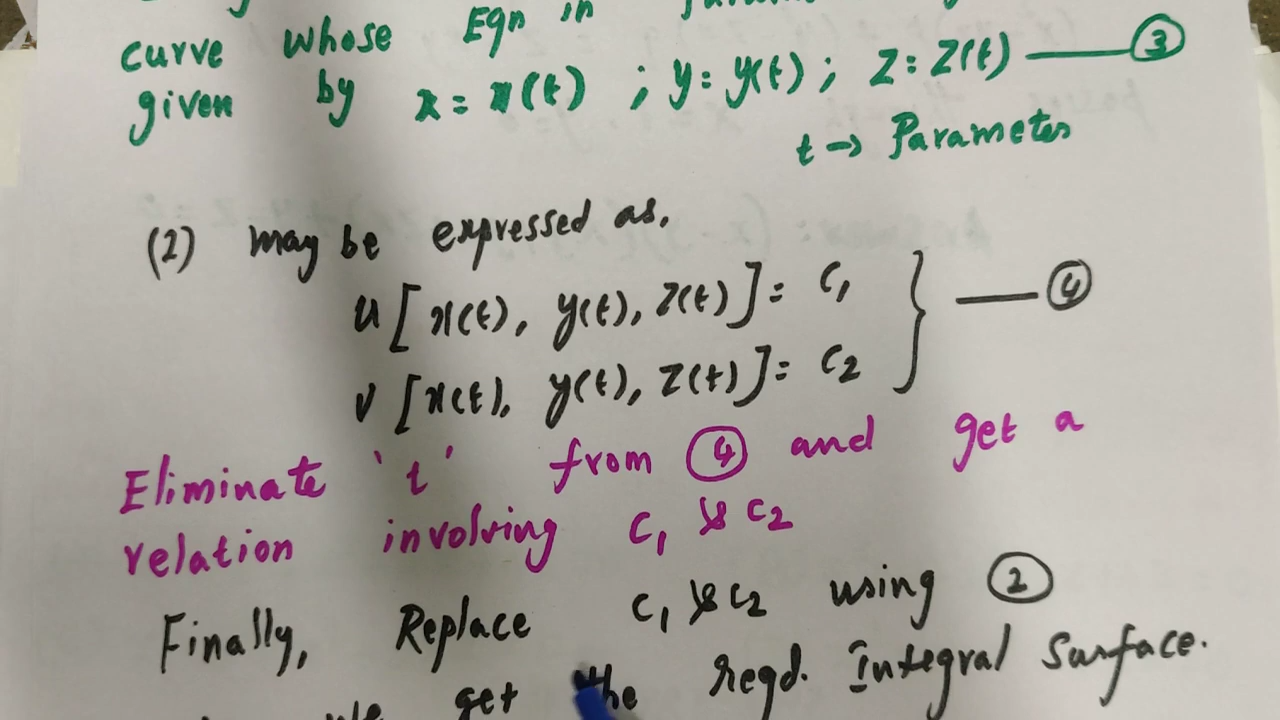 curve whose Eqn in
given by x = x(t) ; y = y(t) ; z = z(t) — ③
t → Parameter
(2) may be expressed as,
u [x(t), y(t), z(t)] = c₁
v [x(t), y(t), z(t)] = c₂ } — ④
Eliminate 't' from ④ and get a
relation involving c₁ & c₂
Finally, Replace c₁ & c₂ using ②
we get the reqd. Integral Surface.